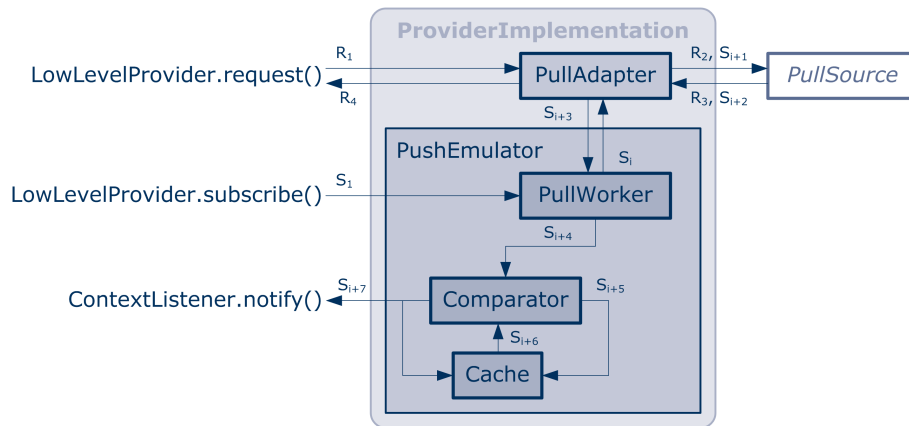 ProviderImplementation
R1
R2, Si+1
LowLevelProvider.request()
PullAdapter
PullSource
R4
R3, Si+2
Si+3
PushEmulator
Si
S1
LowLevelProvider.subscribe()
PullWorker
Si+4
Si+7
Si+5
ContextListener.notify()
Comparator
Si+6
Cache